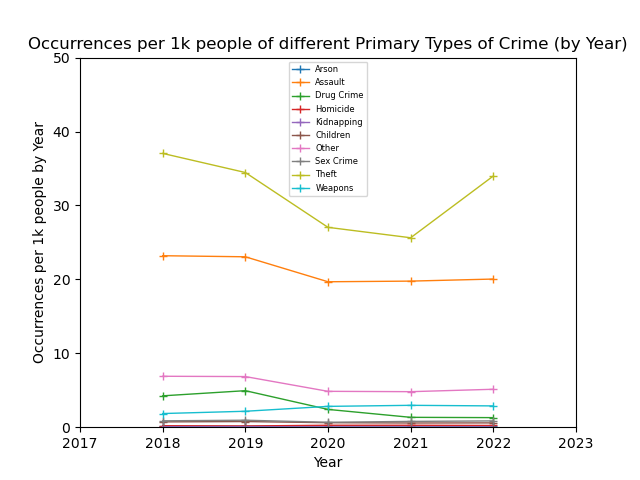 Occurrences per 1k people of different Primary Types of Crime (by Year)
Occurrences per 1k people by Year
50
40
30
20
10
0
Arson
Assault
Drug Crime
Homicide
Kidnapping
Children
Other
Sex Crime
Theft
Weapons
2017 2018 2019 2020 2021 2022 2023
Year